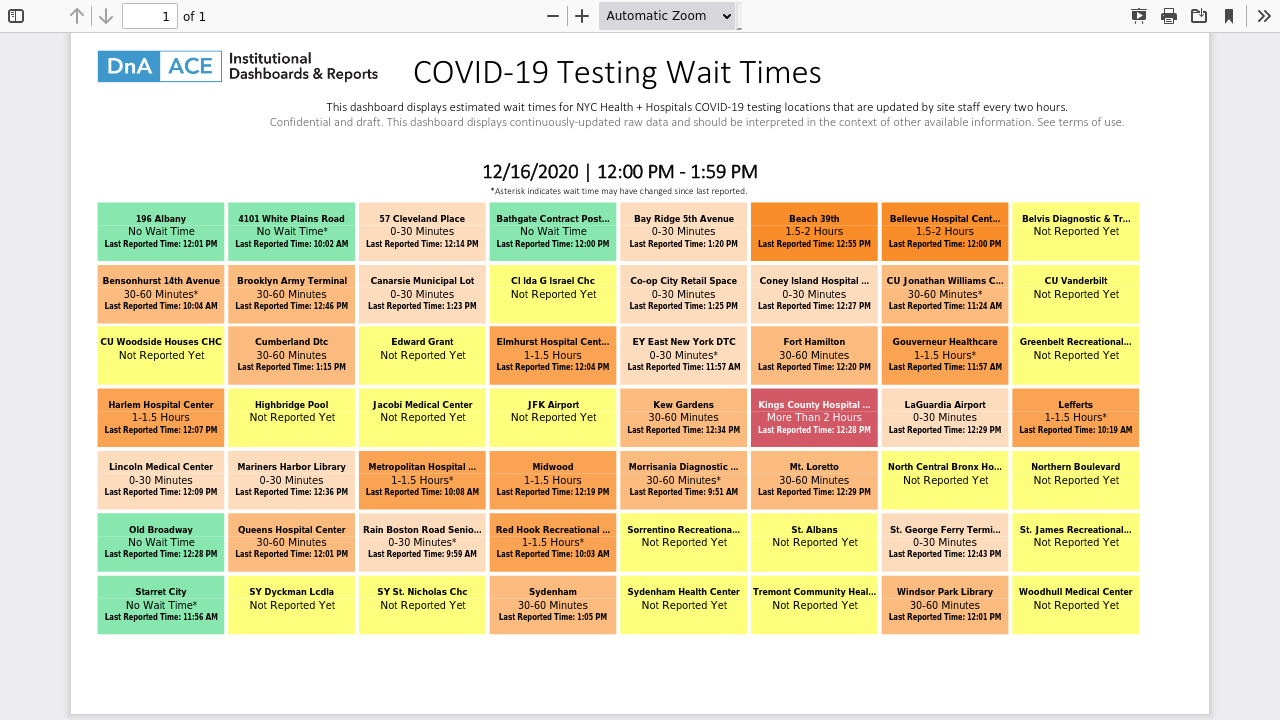 1 of 1 Automatic Zoom
DnA ACE Institutional Dashboards & Reports
COVID-19 Testing Wait Times
This dashboard displays estimated wait times for NYC Health + Hospitals COVID-19 testing locations that are updated by site staff every two hours.
Confidential and draft. This dashboard displays continuously-updated raw data and should be interpreted in the context of other available information. See terms of use.
12/16/2020 | 12:00 PM - 1:59 PM
*Asterisk indicates wait time may have changed since last reported.
196 Albany
No Wait Time
Last Reported Time: 12:01 PM
4101 White Plains Road
No Wait Time*
Last Reported Time: 10:02 AM
57 Cleveland Place
0-30 Minutes
Last Reported Time: 12:14 PM
Bathgate Contract Post...
No Wait Time
Last Reported Time: 12:00 PM
Bay Ridge 5th Avenue
0-30 Minutes
Last Reported Time: 1:20 PM
Beach 39th
1.5-2 Hours
Last Reported Time: 12:55 PM
Bellevue Hospital Cent...
1.5-2 Hours
Last Reported Time: 12:00 PM
Belvis Diagnostic & Tr...
Not Reported Yet
Bensonhurst 14th Avenue
30-60 Minutes*
Last Reported Time: 10:04 AM
Brooklyn Army Terminal
30-60 Minutes
Last Reported Time: 12:46 PM
Canarsie Municipal Lot
0-30 Minutes
Last Reported Time: 1:23 PM
Cl Ida G Israel Chc
Not Reported Yet
Co-op City Retail Space
0-30 Minutes
Last Reported Time: 1:25 PM
Coney Island Hospital ...
0-30 Minutes
Last Reported Time: 12:27 PM
CU Jonathan Williams C...
30-60 Minutes*
Last Reported Time: 11:24 AM
CU Vanderbilt
Not Reported Yet
CU Woodside Houses CHC
Not Reported Yet
Cumberland Dtc
30-60 Minutes
Last Reported Time: 1:15 PM
Edward Grant
Not Reported Yet
Elmhurst Hospital Cent...
1-1.5 Hours
Last Reported Time: 12:04 PM
EY East New York DTC
0-30 Minutes*
Last Reported Time: 11:57 AM
Fort Hamilton
30-60 Minutes
Last Reported Time: 12:20 PM
Gouverneur Healthcare
1-1.5 Hours*
Last Reported Time: 11:57 AM
Greenbelt Recreational...
Not Reported Yet
Harlem Hospital Center
1-1.5 Hours
Last Reported Time: 12:07 PM
Highbridge Pool
Not Reported Yet
Jacobi Medical Center
Not Reported Yet
JFK Airport
Not Reported Yet
Kew Gardens
30-60 Minutes
Last Reported Time: 12:34 PM
Kings County Hospital ...
More Than 2 Hours
Last Reported Time: 12:28 PM
LaGuardia Airport
0-30 Minutes
Last Reported Time: 12:29 PM
Lefferts
1-1.5 Hours*
Last Reported Time: 10:19 AM
Lincoln Medical Center
0-30 Minutes
Last Reported Time: 12:09 PM
Mariners Harbor Library
0-30 Minutes
Last Reported Time: 12:36 PM
Metropolitan Hospital ...
1-1.5 Hours*
Last Reported Time: 10:08 AM
Midwood
1-1.5 Hours
Last Reported Time: 12:19 PM
Morrisania Diagnostic ...
30-60 Minutes*
Last Reported Time: 9:51 AM
Mt. Loretto
30-60 Minutes
Last Reported Time: 12:29 PM
North Central Bronx Ho...
Not Reported Yet
Northern Boulevard
Not Reported Yet
Old Broadway
No Wait Time
Last Reported Time: 12:28 PM
Queens Hospital Center
30-60 Minutes
Last Reported Time: 12:01 PM
Rain Boston Road Senio...
0-30 Minutes*
Last Reported Time: 9:59 AM
Red Hook Recreational ...
1-1.5 Hours*
Last Reported Time: 10:03 AM
Sorrentino Recreationa...
Not Reported Yet
St. Albans
Not Reported Yet
St. George Ferry Termi...
0-30 Minutes
Last Reported Time: 12:43 PM
St. James Recreational...
Not Reported Yet
Starret City
No Wait Time*
Last Reported Time: 11:56 AM
SY Dyckman Lcdla
Not Reported Yet
SY St. Nicholas Chc
Not Reported Yet
Sydenham
30-60 Minutes
Last Reported Time: 1:05 PM
Sydenham Health Center
Not Reported Yet
Tremont Community Heal...
Not Reported Yet
Windsor Park Library
30-60 Minutes
Last Reported Time: 12:01 PM
Woodhull Medical Center
Not Reported Yet